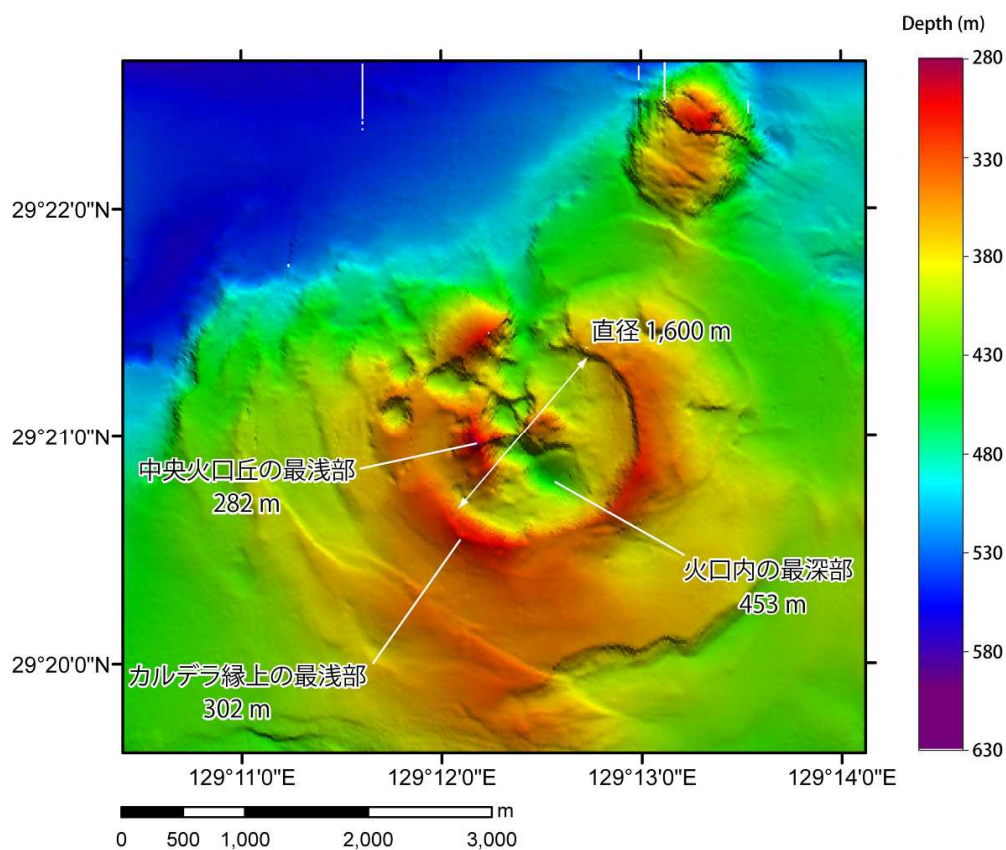 Depth (m)
280
330
380
430
480
530
580
630
29°22'0"N
29°21'0"N
29°20'0"N
直径 1,600 m
中央火口丘の最浅部
282 m
火口内の最深部
453 m
カルデラ縁上の最浅部
302 m
129°11'0"E
129°12'0"E
129°13'0"E
129°14'0"E
m
0
500
1,000
2,000
3,000